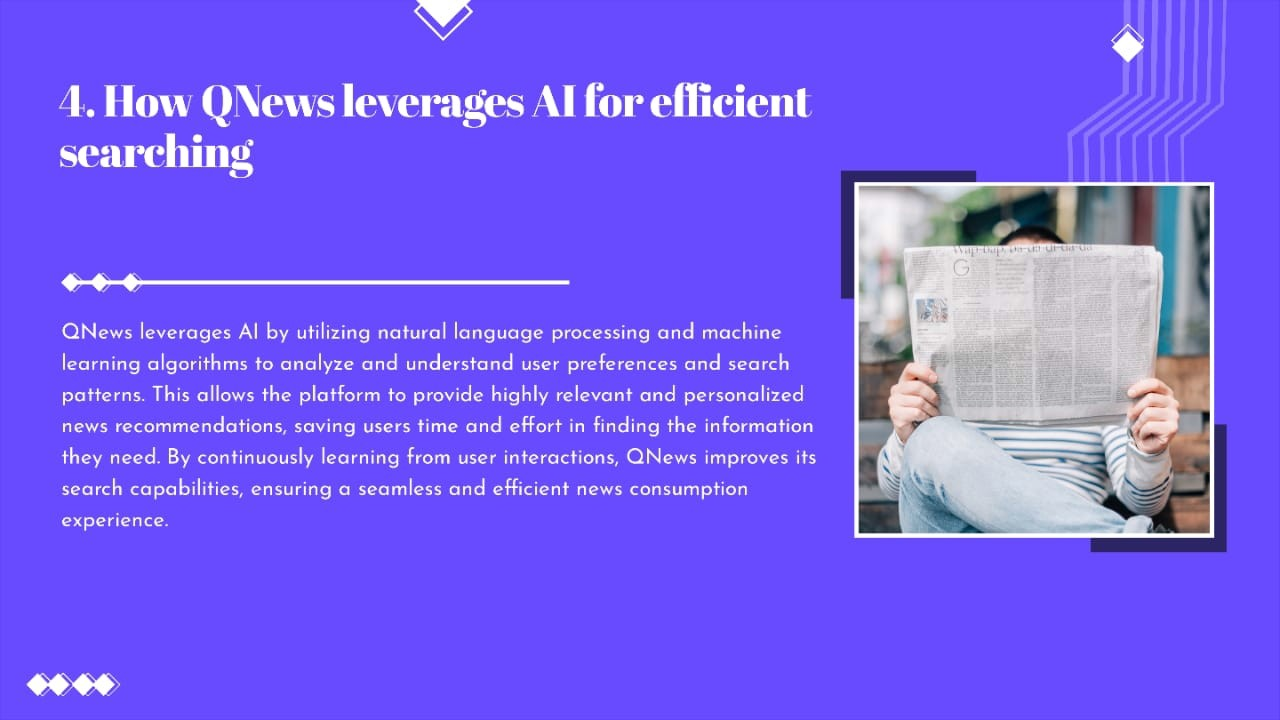 4. How QNews leverages AI for efficient
searching
QNews leverages AI by utilizing natural language processing and machine
learning algorithms to analyze and understand user preferences and search
patterns. This allows the platform to provide highly relevant and personalized
news recommendations, saving users time and effort in finding the information
they need. By continuously learning from user interactions, QNews improves its
search capabilities, ensuring a seamless and efficient news consumption
experience.